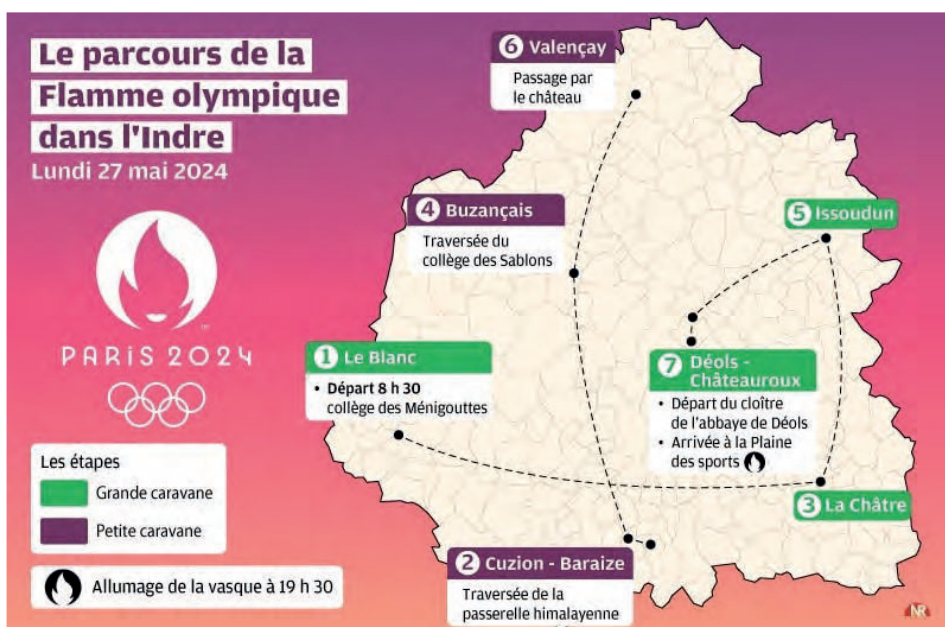 Le parcours de la
Flamme olympique
dans l'Indre
Lundi 27 mai 2024
PARIS 2024
Les étapes
Grande caravane
Petite caravane
Allumage de la vasque à 19 h 30
6 Valençay
Passage par
le château
4 Buzançais
Traversée du
collège des Sablons
5 Issoudun
1 Le Blanc
• Départ 8 h 30
collège des Ménigouttes
7 Déols -
Châteauroux
• Départ du cloître
de l'abbaye de Déols
• Arrivée à la Plaine
des sports
3 La Châtre
2 Cuzion - Baraize
Traversée de la
passerelle himalayenne
NR